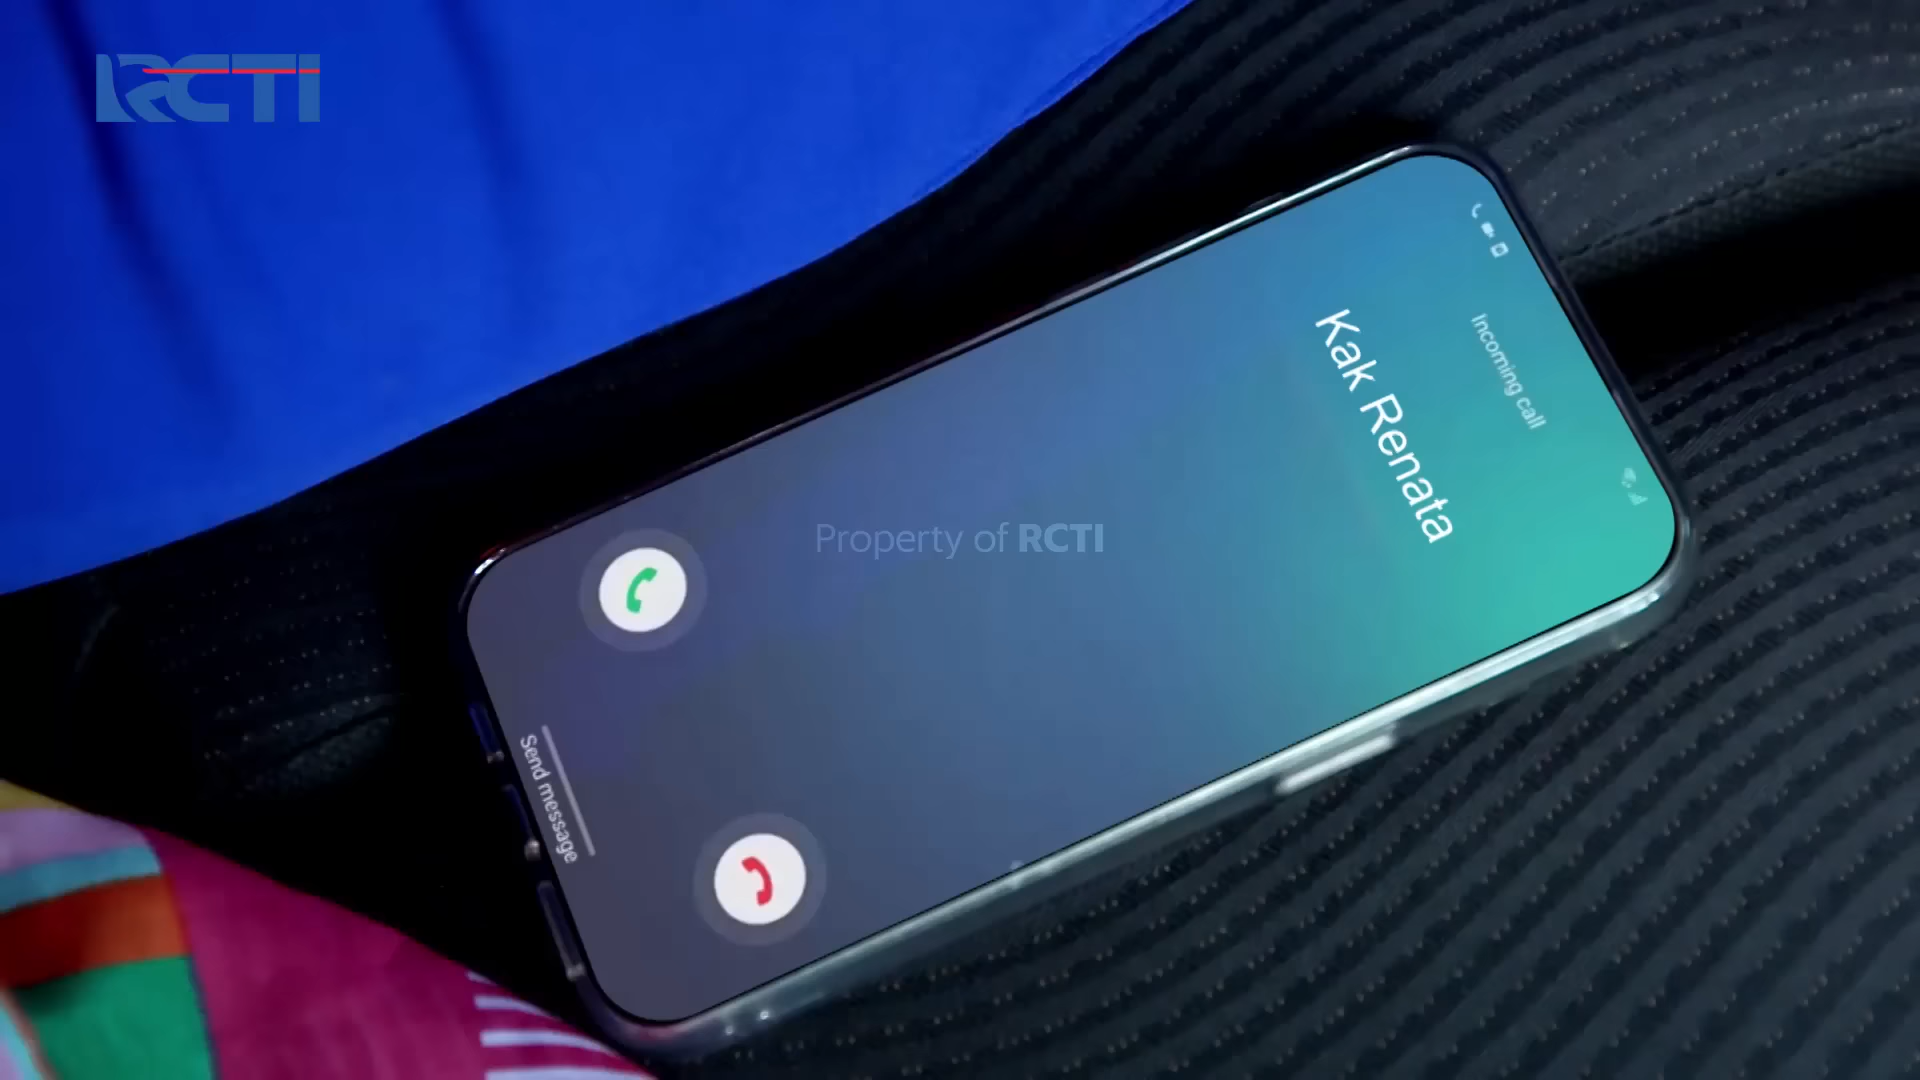 RCTI
Incoming call
Kak Renata
Property of RCTI
Send message